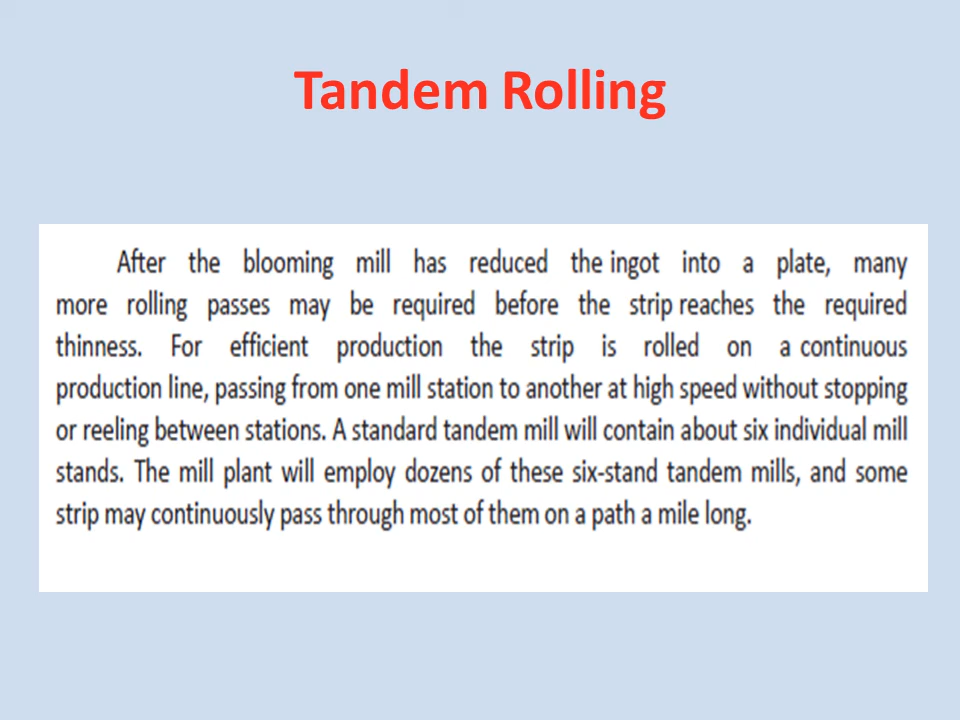 Tandem Rolling
After the blooming mill has reduced the ingot into a plate, many
more rolling passes may be required before the strip reaches the required
thinness. For efficient production the strip is rolled on a continuous
production line, passing from one mill station to another at high speed without stopping
or reeling between stations. A standard tandem mill will contain about six individual mill
stands. The mill plant will employ dozens of these six-stand tandem mills, and some
strip may continuously pass through most of them on a path a mile long.